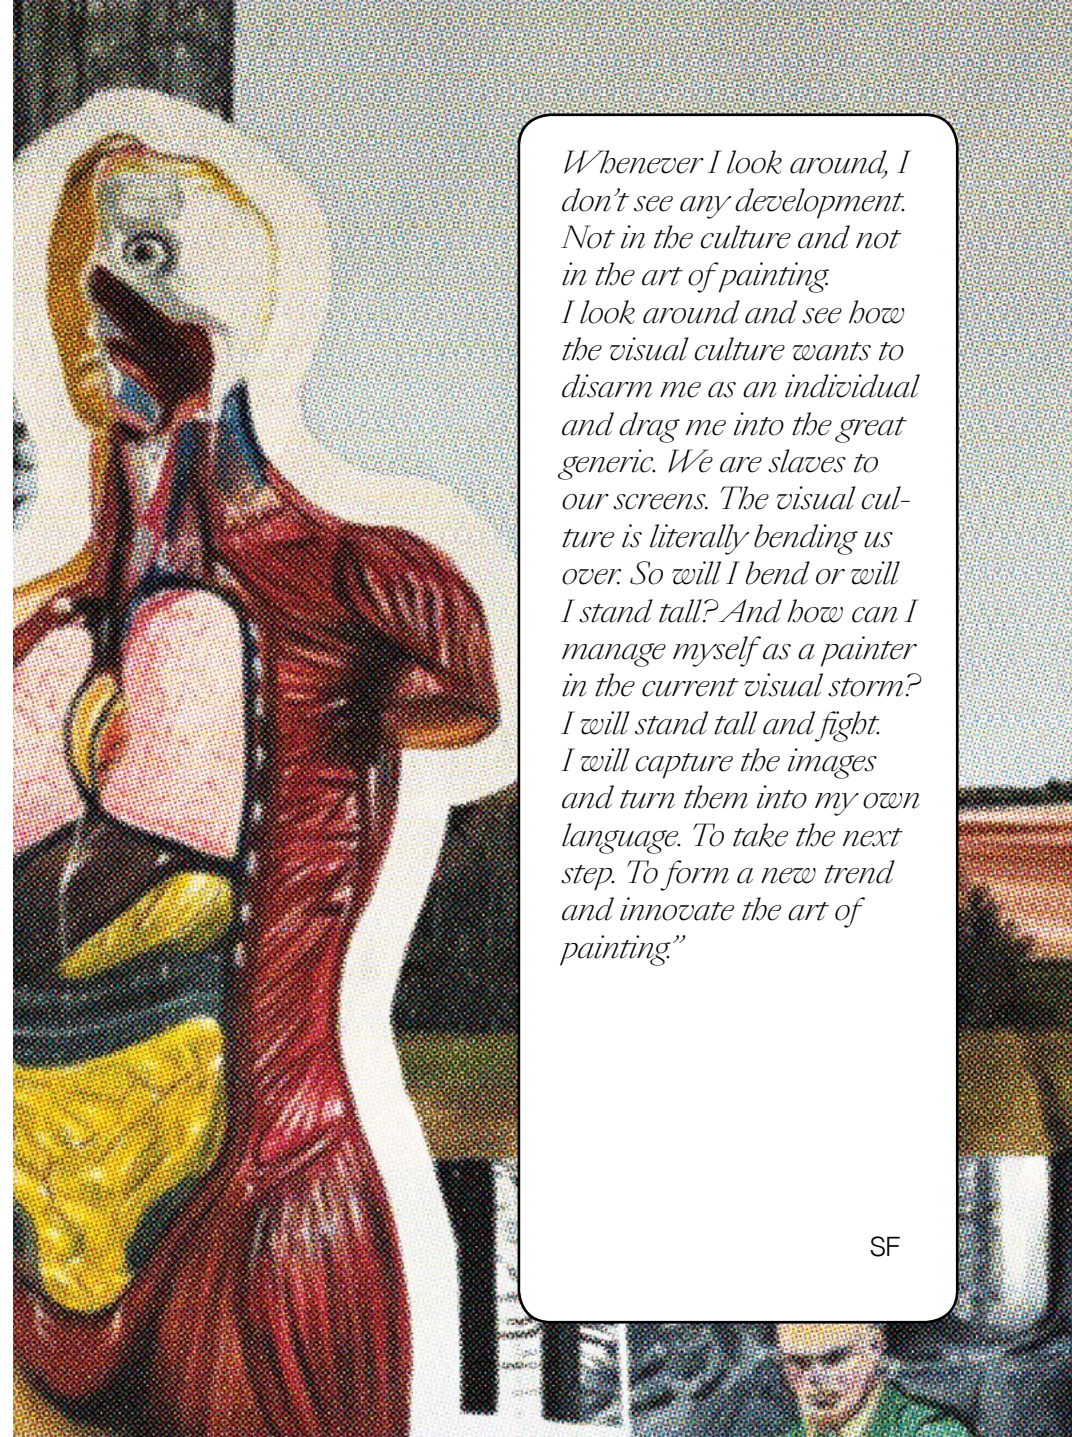 Whenever I look around, I
don’t see any development.
Not in the culture and not
in the art of painting.
I look around and see how
the visual culture wants to
disarm me as an individual
and drag me into the great
generic. We are slaves to
our screens. The visual cul-
ture is literally bending us
over. So will I bend or will
I stand tall? And how can I
manage myself as a painter
in the current visual storm?
I will stand tall and fight.
I will capture the images
and turn them into my own
language. To take the next
step. To form a new trend
and innovate the art of
painting.”
SF